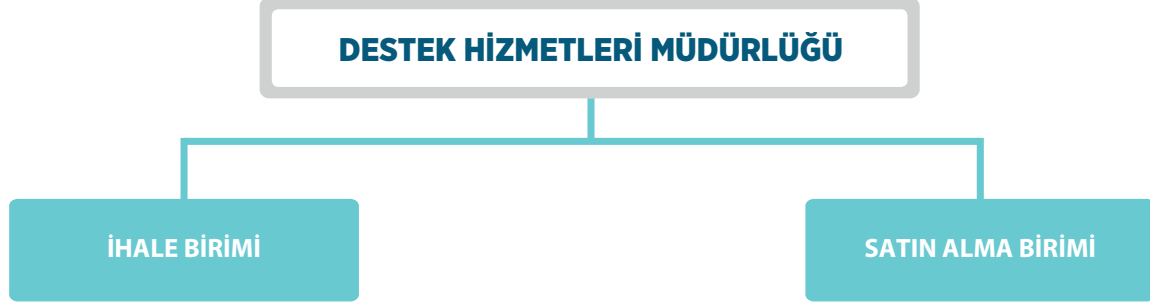 DESTEK HİZMETLERİ MÜDÜRLÜĞÜ
İHALE BİRİMİ
SATIN ALMA BİRİMİ